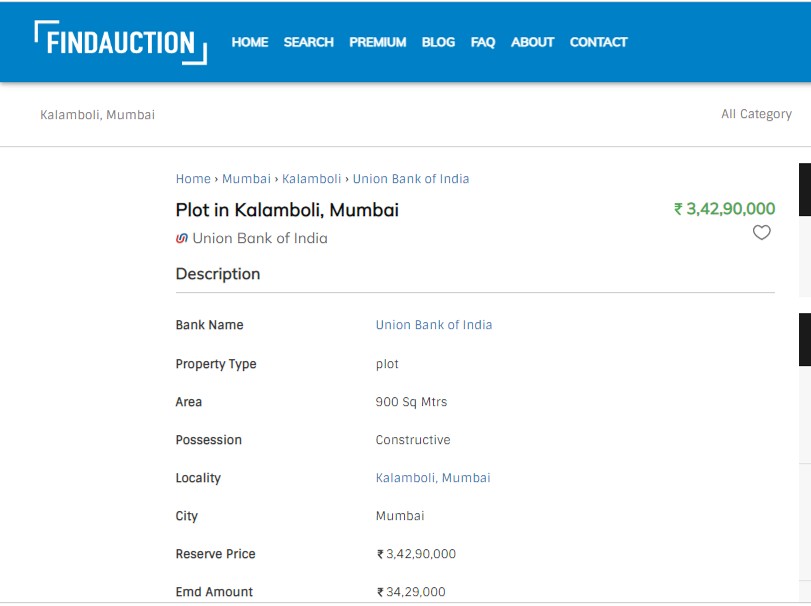 FINDAUCTION HOME SEARCH PREMIUM BLOG FAQ ABOUT CONTACT
Kalamboli, Mumbai All Category
Home › Mumbai › Kalamboli › Union Bank of India
Plot in Kalamboli, Mumbai ₹ 3,42,90,000
Union Bank of India
Description
Bank Name Union Bank of India
Property Type plot
Area 900 Sq Mtrs
Possession Constructive
Locality Kalamboli, Mumbai
City Mumbai
Reserve Price ₹ 3,42,90,000
Emd Amount ₹ 34,29,000